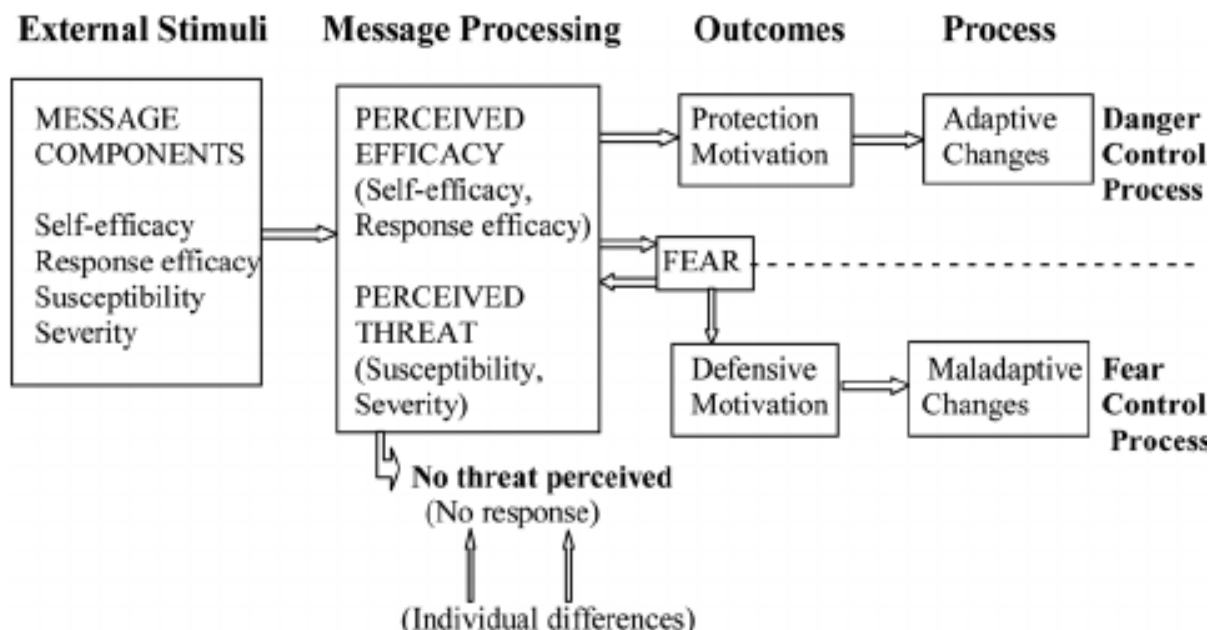 External Stimuli
Message Processing
Outcomes
Process
MESSAGE
COMPONENTS
Self-efficacy
Response efficacy
Susceptibility
Severity
PERCEIVED
EFFICACY
(Self-efficacy,
Response efficacy)
PERCEIVED
THREAT
(Susceptibility,
Severity)
Protection
Motivation
Adaptive
Changes
Danger
Control
Process
FEAR
Defensive
Motivation
Maladaptive
Changes
Fear
Control
Process
No threat perceived
(No response)
(Individual differences)